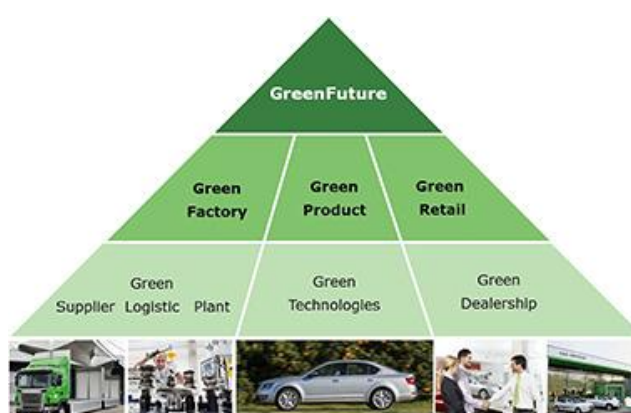 GreenFuture
Green
Factory
Green
Product
Green
Retail
Green
Supplier Logistic Plant
Green
Technologies
Green
Dealership